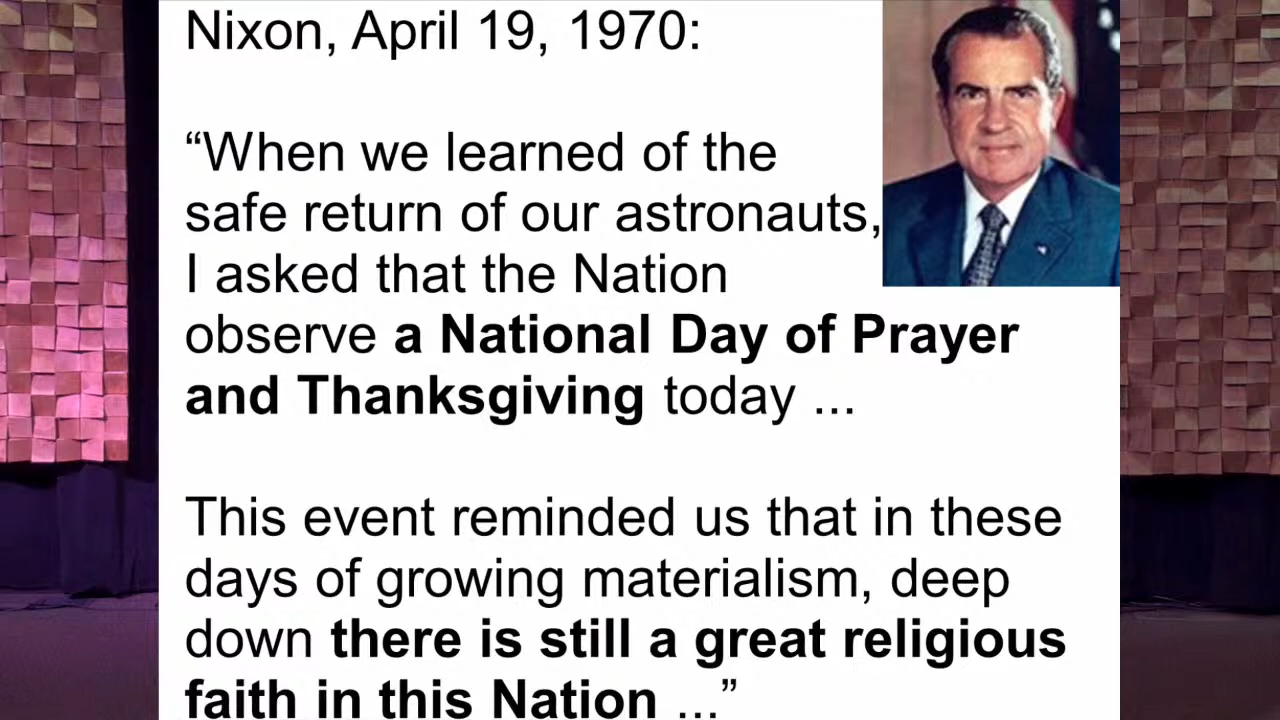 Nixon, April 19, 1970:
“When we learned of the
safe return of our astronauts,
I asked that the Nation
observe a National Day of Prayer
and Thanksgiving today ...
This event reminded us that in these
days of growing materialism, deep
down there is still a great religious
faith in this Nation ...”